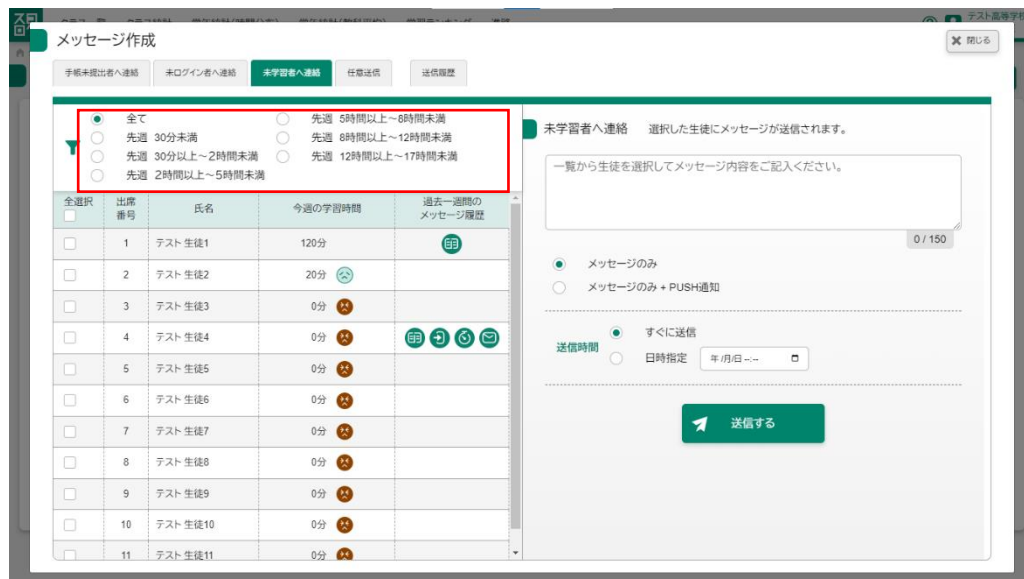 メッセージ作成
閉じる
手帳未提出者へ連絡 未ログイン者へ連絡 未学習者へ連絡 任意送信 送信履歴
全て
先週 30分未満
先週 30分以上～2時間未満
先週 2時間以上～5時間未満
先週 5時間以上～8時間未満
先週 8時間以上～12時間未満
先週 12時間以上～17時間未満
全選択 出席番号 氏名 今週の学習時間 過去一週間のメッセージ履歴
1 テスト 生徒1 120分
2 テスト 生徒2 20分
3 テスト 生徒3 0分
4 テスト 生徒4 0分
5 テスト 生徒5 0分
6 テスト 生徒6 0分
7 テスト 生徒7 0分
8 テスト 生徒8 0分
9 テスト 生徒9 0分
10 テスト 生徒10 0分
11 テスト 生徒11 0分
未学習者へ連絡 選択した生徒にメッセージが送信されます。
一覧から生徒を選択してメッセージ内容をご記入ください。
0 / 150
メッセージのみ
メッセージのみ + PUSH通知
送信時間
すぐに送信
日時指定 年 /月/日 --:--
送信する
テスト高等学校